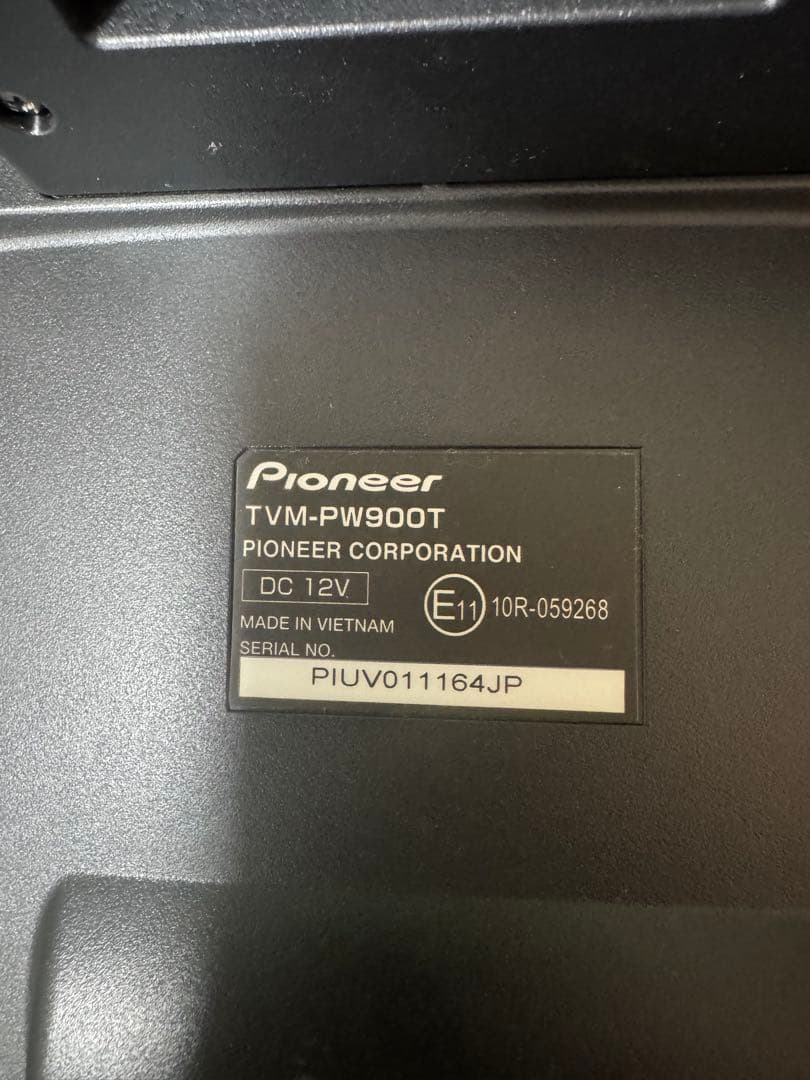 Pioneer
TVM-PW900T
PIONEER CORPORATION
DC 12V
E11 10R-059268
MADE IN VIETNAM
SERIAL NO.
PIUV011164JP